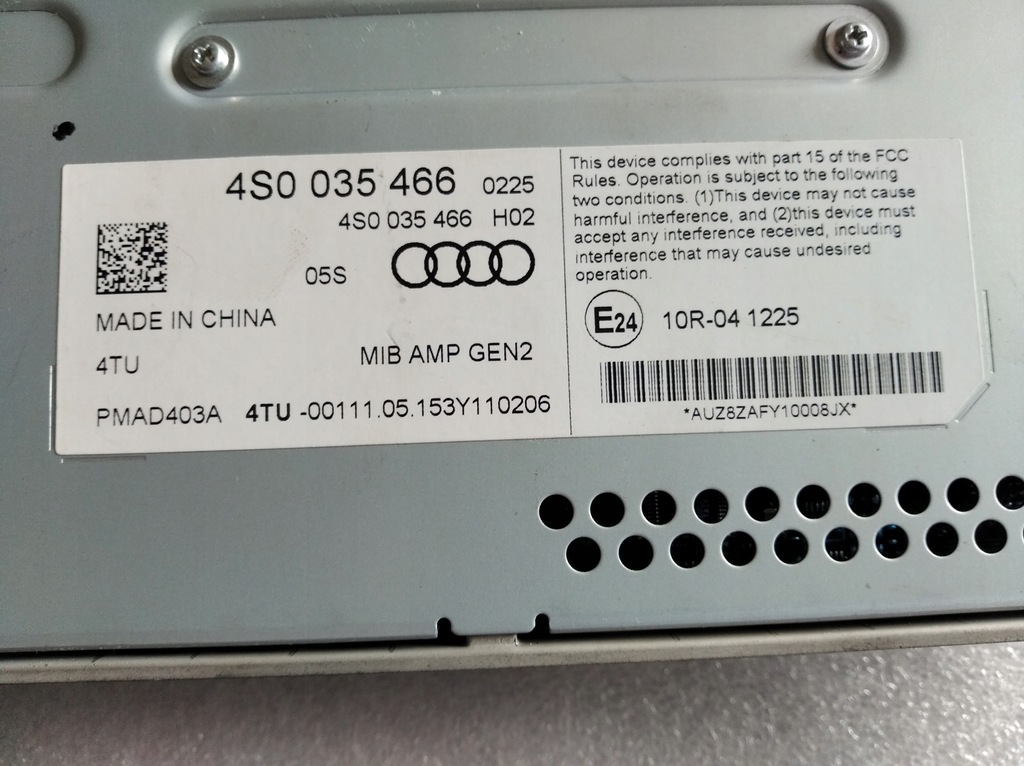 4S0 035 466 0225
4S0 035 466 H02
05S
MADE IN CHINA
4TU
MIB AMP GEN2
PMAD403A 4TU -00111.05.153Y110206
This device complies with part 15 of the FCC
Rules. Operation is subject to the following
two conditions. (1)This device may not cause
harmful interference, and (2)this device must
accept any interference received, including
interference that may cause undesired
operation.
E24 10R-04 1225
*AUZ8ZAFY10008JX*